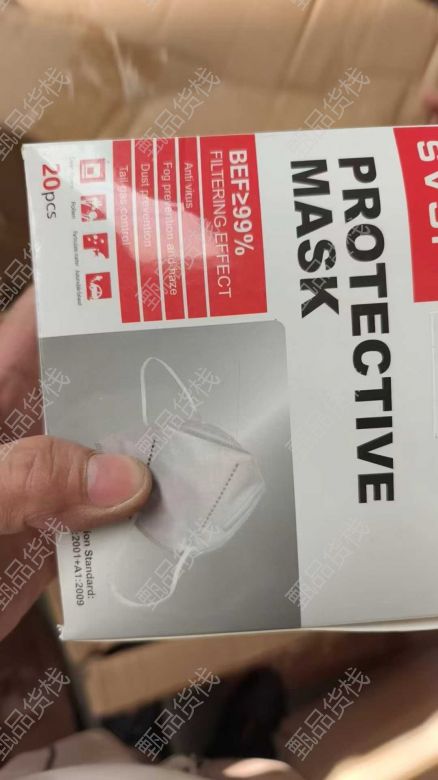 PROTECTIVE
MASK
BEF≥99%
FILTERING EFFECT
Anti virus
Fog prevention and haze
Dust prevention
Tail gas control
20pcs
Standard:
:2001+A1:2009
甄品货栈